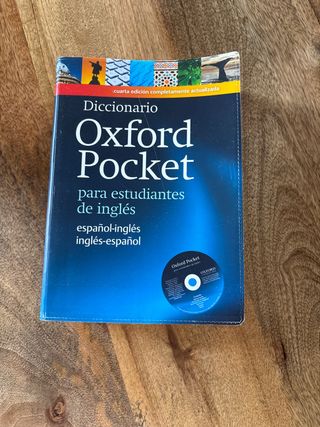 cuarta edición completamente actualizada
Diccionario
Oxford
Pocket
para estudiantes
de inglés
español-inglés
inglés-español
Oxford Pocket